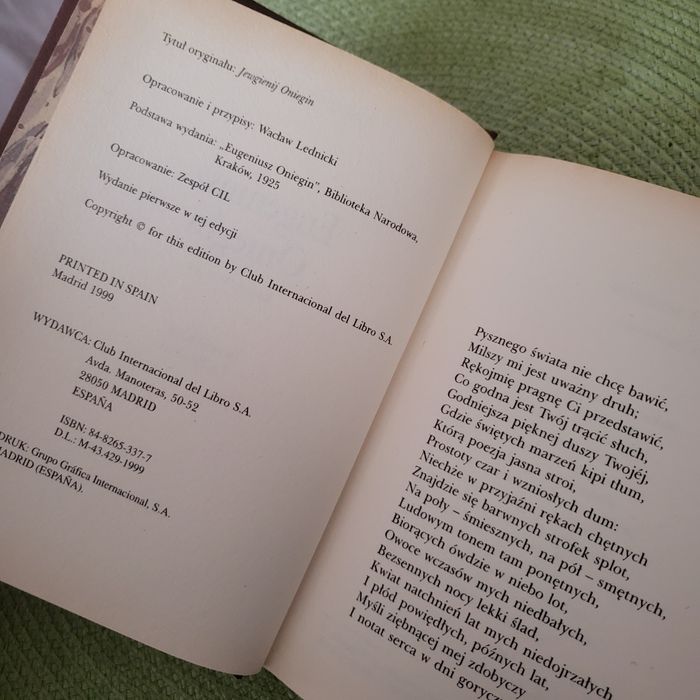 Tytuł oryginału: Jewgienij Oniegin
Opracowanie i przypisy: Wacław Lednicki
Podstawa wydania: „Eugeniusz Oniegin", Biblioteka Narodowa,
Kraków, 1925
Opracowanie: Zespół CIL
Wydanie pierwsze w tej edycji
Copyright © for this edition by Club Internacional del Libro S.A.
PRINTED IN SPAIN
Madrid 1999
WYDAWCA: Club Internacional del Libro S.A.
Avda. Manoteras, 50-52
28050 MADRID
ESPAÑA
ISBN: 84-8265-337-7
D.L.: M-43.429-1999
DRUK: Grupo Gráfica Internacional, S.A.
MADRID (ESPAÑA),
Pysznego świata nie chcę bawić,
Milszy mi jest uważny druh;
Rękojmię pragnę Ci przedstawić,
Co godna jest Twój trącić słuch,
Godniejsza pięknej duszy Twojéj,
Gdzie świętych marzeń kipi tłum,
Którą poezja jasna stroi,
Prostoty czar i wzniosłych dum:
Niechże w przyjaźni rękach chętnych
Znajdzie się barwnych strofek splot,
Na poły – śmiesznych, na pół – smętnych,
Ludowym tonem tam ponętnych,
Biorących ówdzie w niebo lot,
Owoce wczasów mych niedbałych,
Bezsennych nocy lekki ślad,
Kwiat natchnień lat mych niedojrzałych
I płód powiędłych, późnych lat,
Myśli ziębnącej mej zdobyczy
I notat serca w dni